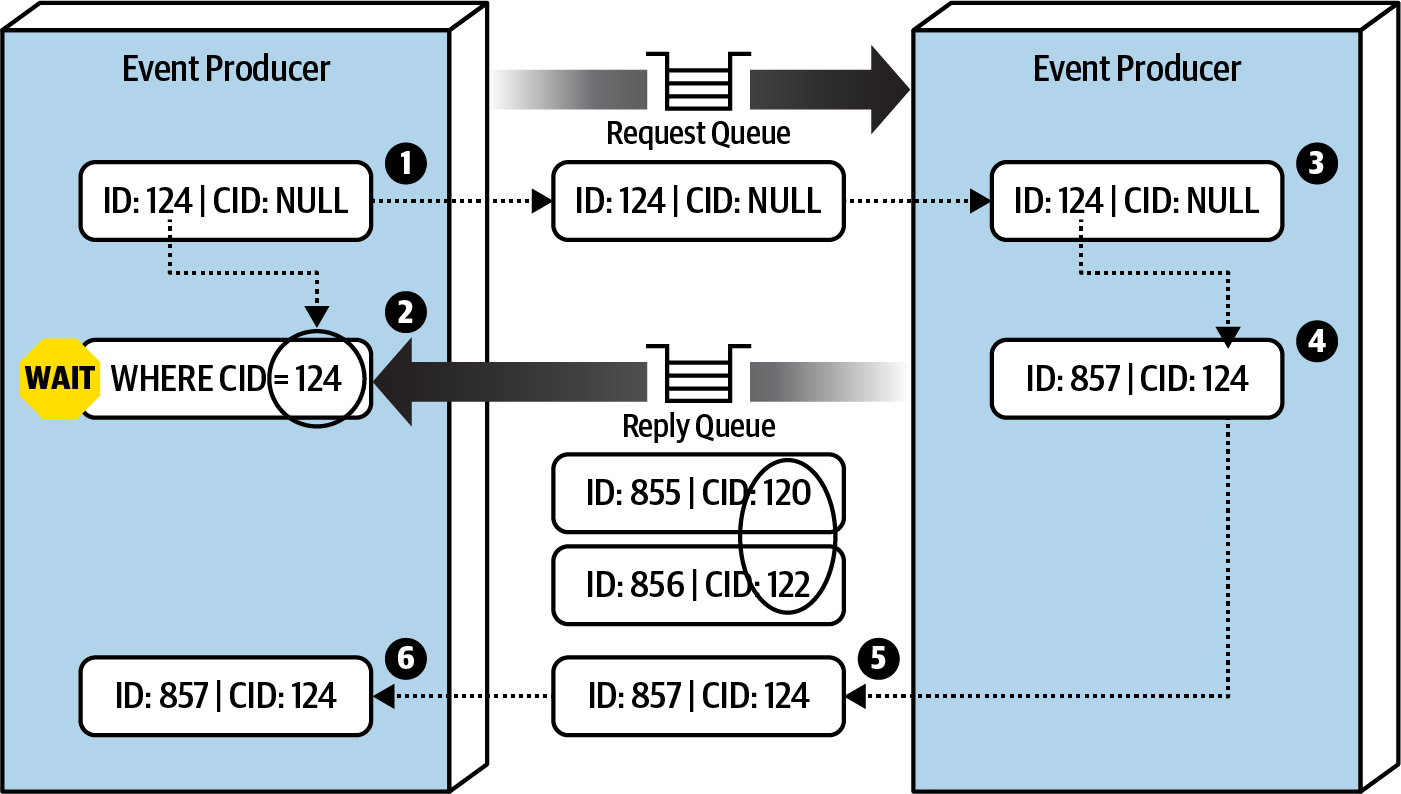 Event Producer
Event Producer
Request Queue
1
3
ID: 124 | CID: NULL
ID: 124 | CID: NULL
ID: 124 | CID: NULL
2
4
WAIT
WHERE CID = 124
ID: 857 | CID: 124
Reply Queue
ID: 855 | CID: 120
ID: 856 | CID: 122
6
5
ID: 857 | CID: 124
ID: 857 | CID: 124